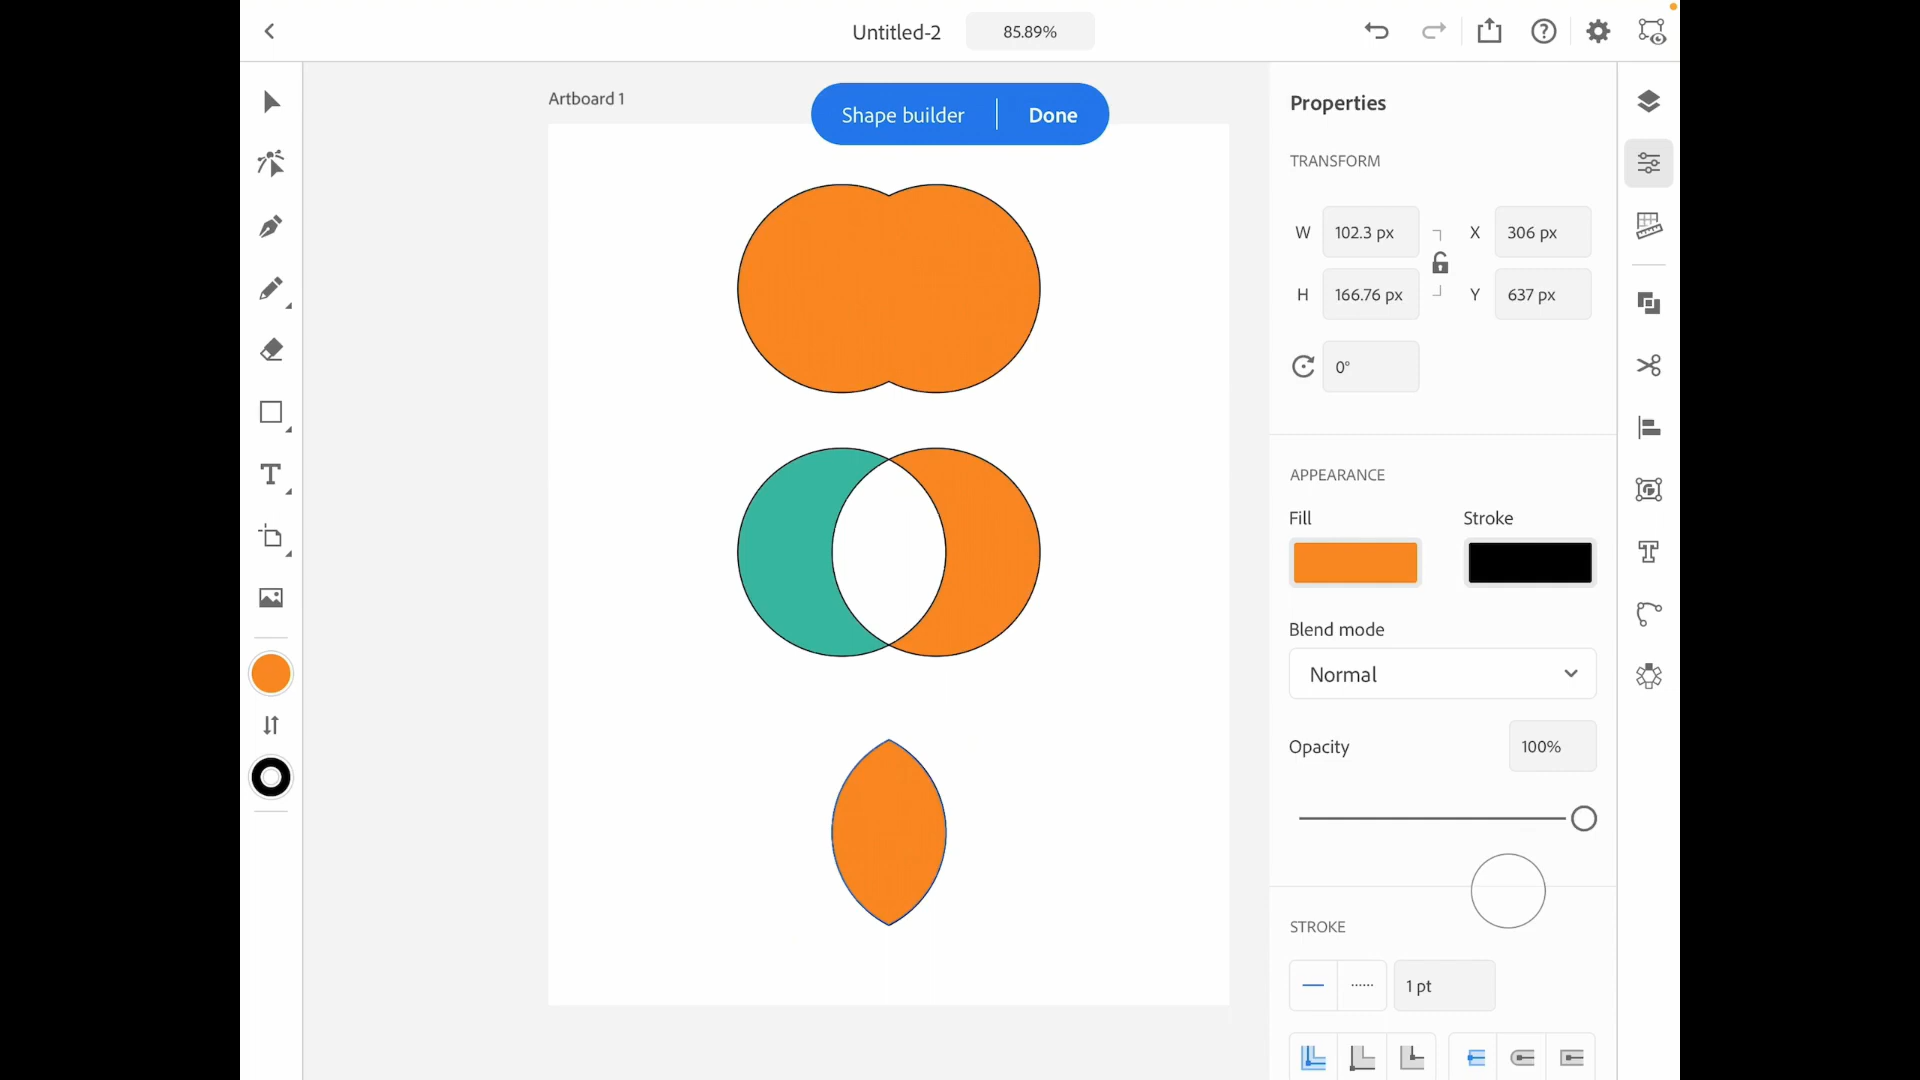 Untitled-2
85.89%
Artboard 1
Shape builder
Done
Properties
TRANSFORM
W
102.3 px
X
306 px
H
166.76 px
Y
637 px
0°
APPEARANCE
Fill
Stroke
Blend mode
Normal
Opacity
100%
STROKE
1 pt